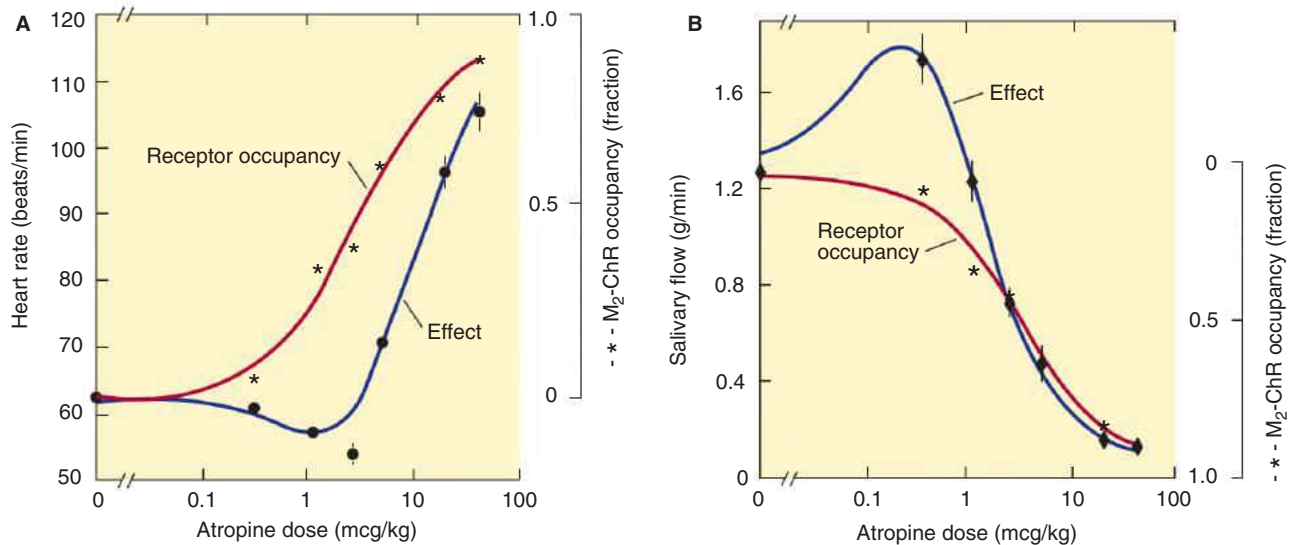 A
120
110
100
90
80
70
60
50
Heart rate (beats/min)
Receptor occupancy
Effect
1.0
0.5
0
- * - M₂-ChR occupancy (fraction)
0
0.1
1
10
100
Atropine dose (mcg/kg)
B
1.6
1.2
0.8
0.4
0
Salivary flow (g/min)
Effect
Receptor
occupancy
0
0.5
1.0
- * - M₂-ChR occupancy (fraction)
0
0.1
1
10
100
Atropine dose (mcg/kg)